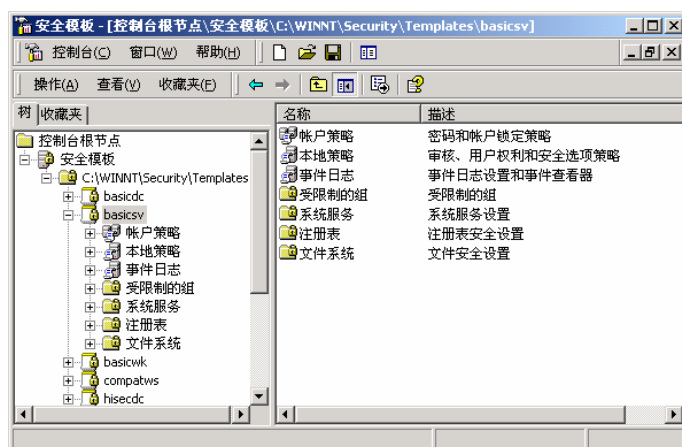 安全模板 - [控制台根节点\安全模板\C:\WINNT\Security\Templates\basicsv]
控制台(C) 窗口(W) 帮助(H)
操作(A) 查看(V) 收藏夹(F)
树 收藏夹
控制台根节点
安全模板
C:\WINNT\Security\Templates
basicdc
basicsv
帐户策略
本地策略
事件日志
受限制的组
系统服务
注册表
文件系统
basicwk
compatws
hisecdc
名称 描述
帐户策略 密码和帐户锁定策略
本地策略 审核、用户权利和安全选项策略
事件日志 事件日志设置和事件查看器
受限制的组 受限制的组
系统服务 系统服务设置
注册表 注册表安全设置
文件系统 文件安全设置